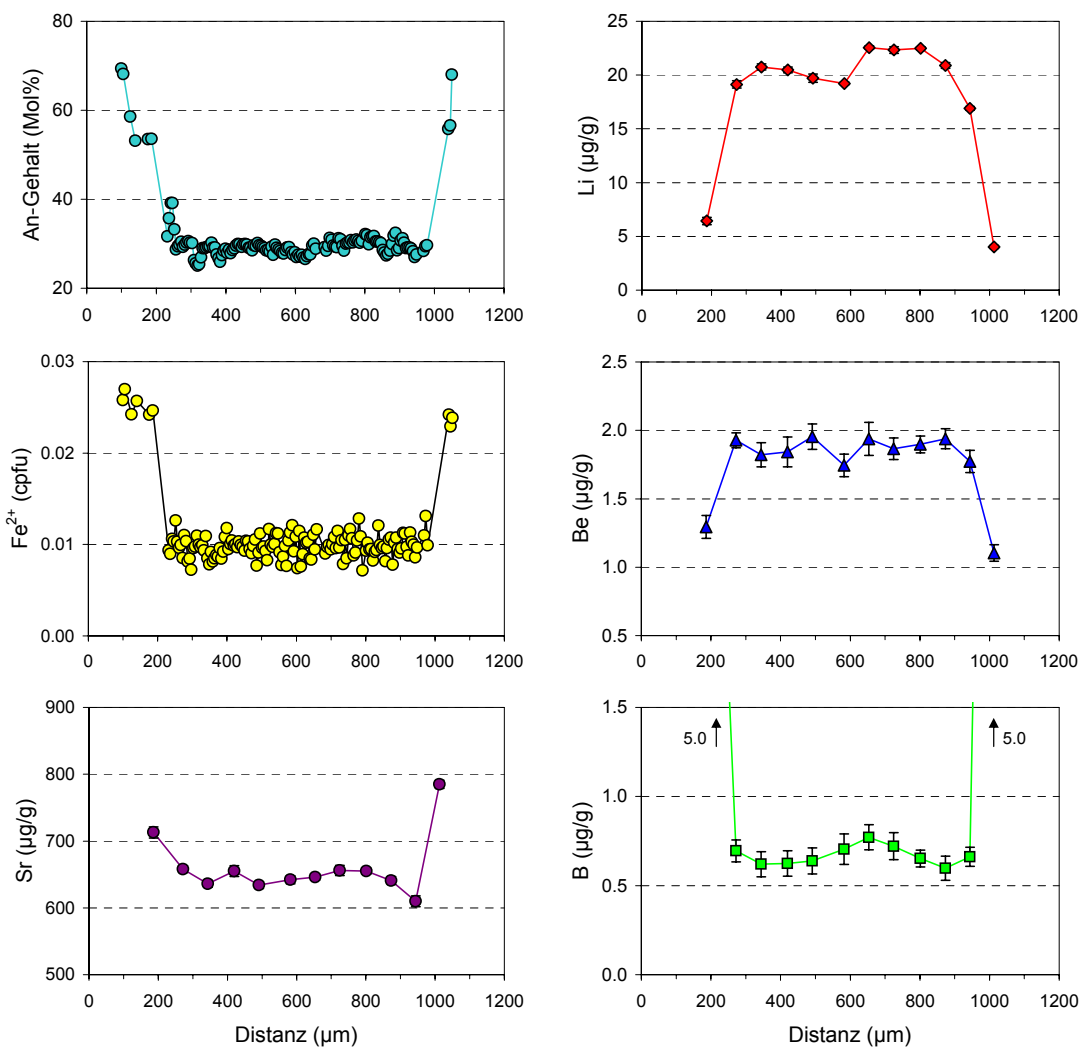 An-Gehalt (Mol%)
80
60
40
20
0 200 400 600 800 1000 1200
Li (µg/g)
25
20
15
10
5
0
0 200 400 600 800 1000 1200
Fe2+ (cpfu)
0.03
0.02
0.01
0.00
0 200 400 600 800 1000 1200
Be (µg/g)
2.5
2.0
1.5
1.0
0.5
0 200 400 600 800 1000 1200
Sr (µg/g)
900
800
700
600
500
0 200 400 600 800 1000 1200
Distanz (µm)
B (µg/g)
1.5
1.0
0.5
0.0
5.0
5.0
0 200 400 600 800 1000 1200
Distanz (µm)